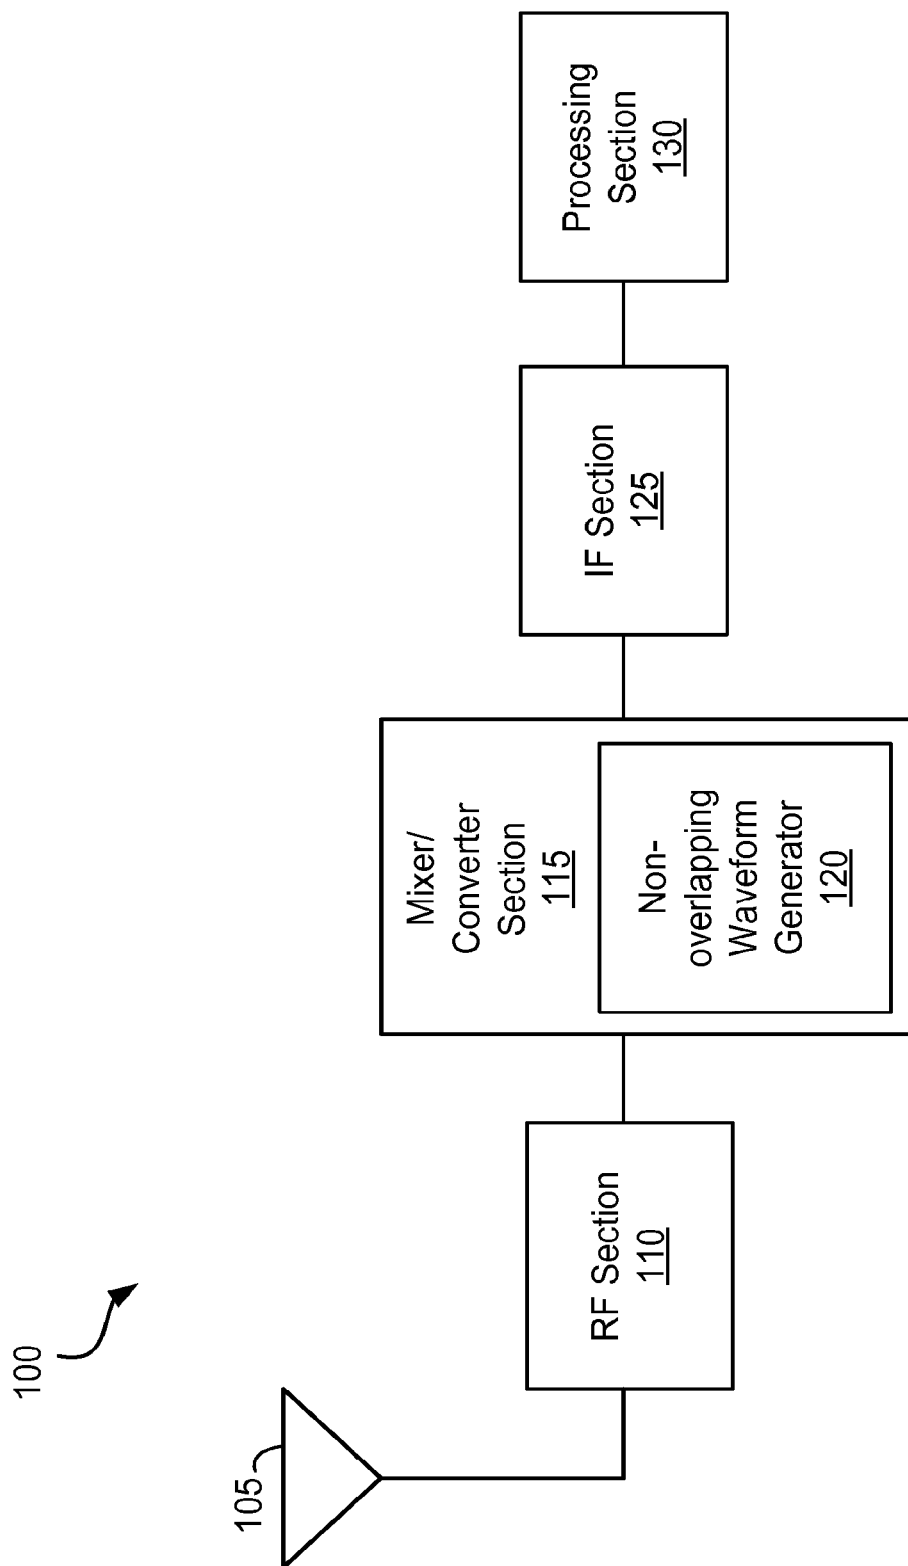 100
105
RF Section
110
Mixer/
Converter
Section
115
Non-
overlapping
Waveform
Generator
120
IF Section
125
Processing
Section
130